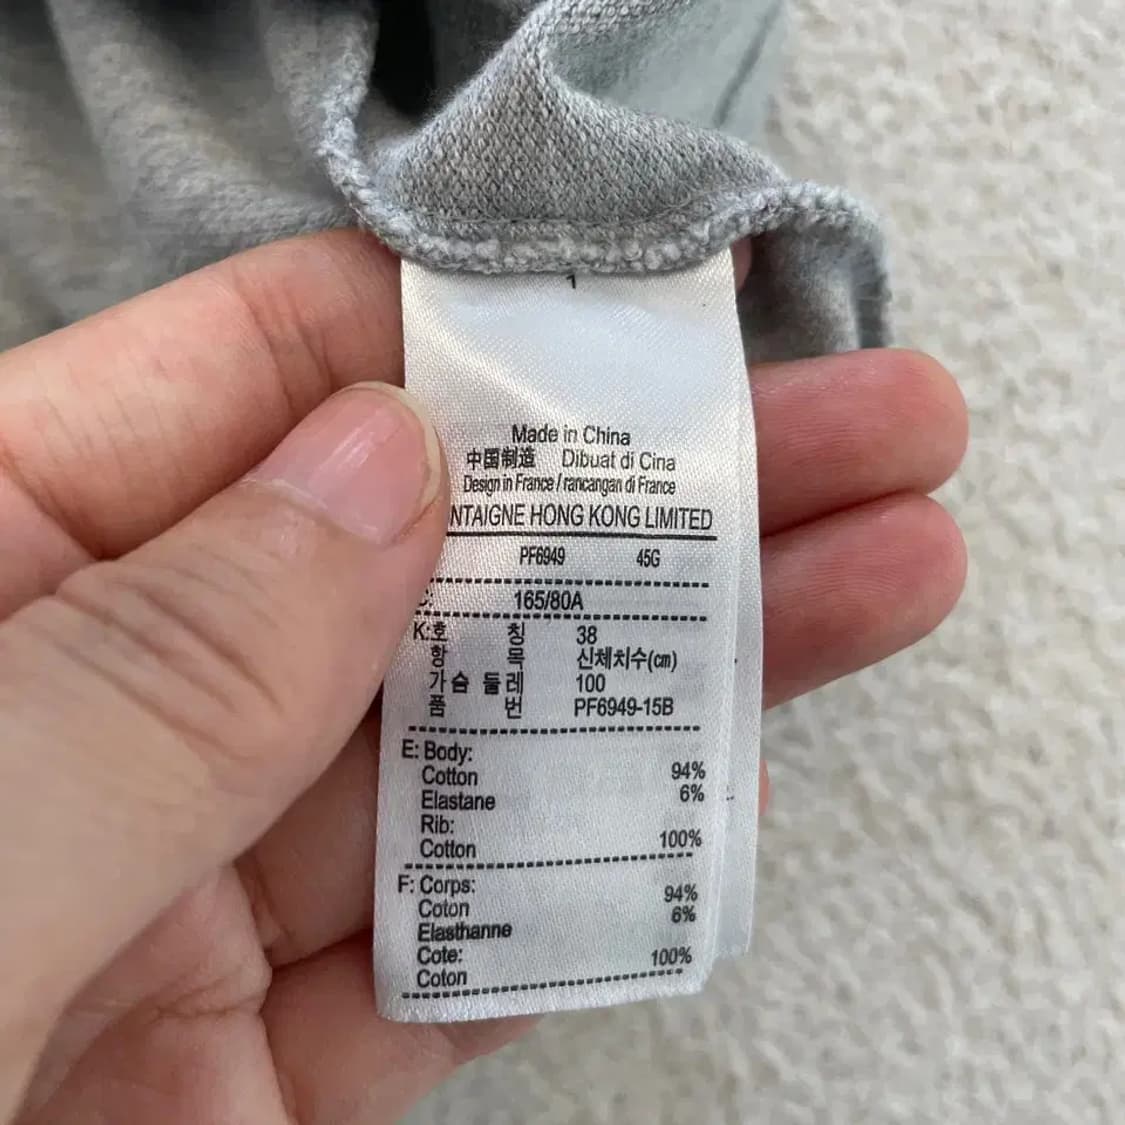 1
Made in China
中国制造 Dibuat di Cina
Design in France / rancangan di France
NTAIGNE HONG KONG LIMITED
PF6949 45G
C: 165/80A
K:호 칭 38
항 목 신체치수(cm)
가슴 둘레 100
품 번 PF6949-15B
E: Body:
Cotton 94%
Elastane 6%
Rib:
Cotton 100%
F: Corps:
Coton 94%
Elasthanne 6%
Cote:
Coton 100%